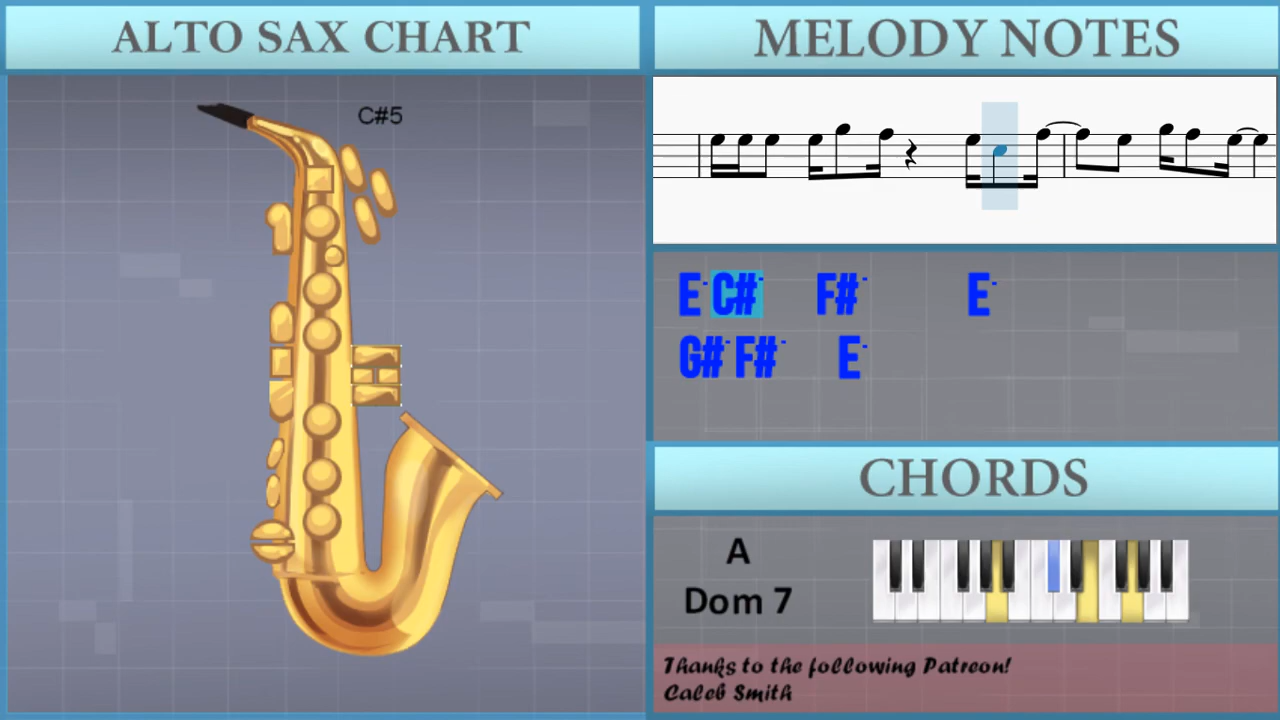 ALTO SAX CHART
C#5
MELODY NOTES
E- C#- F#- E-
G#- F#- E-
CHORDS
A
Dom 7
Thanks to the following Patreon!
Caleb Smith